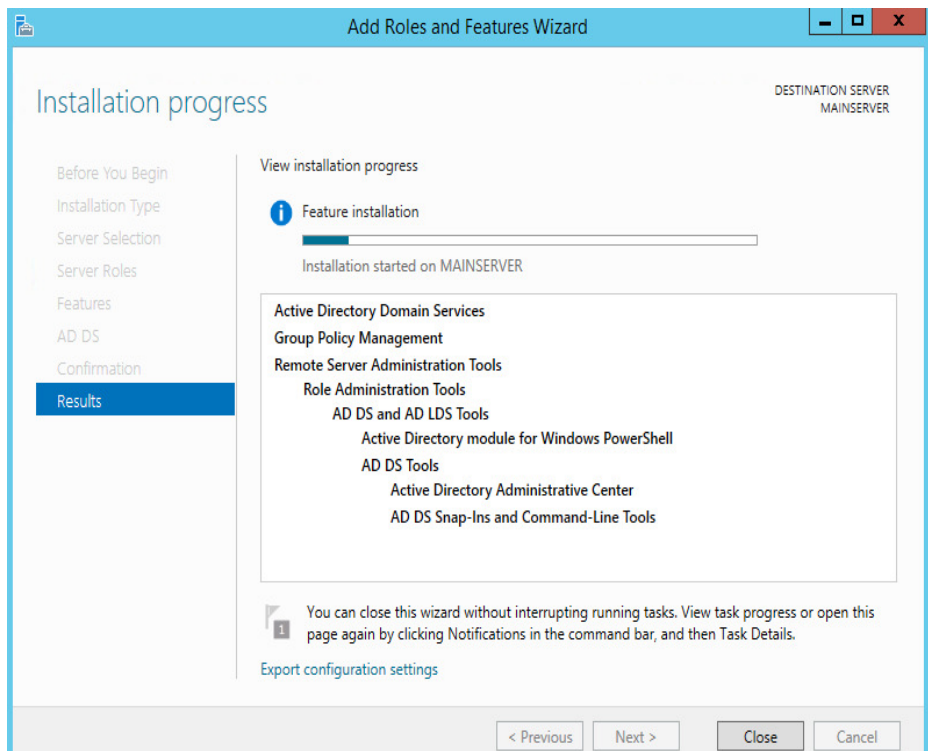 Add Roles and Features Wizard
Installation progress
DESTINATION SERVER
MAINSERVER
Before You Begin
Installation Type
Server Selection
Server Roles
Features
AD DS
Confirmation
Results
View installation progress
Feature installation
Installation started on MAINSERVER
Active Directory Domain Services
Group Policy Management
Remote Server Administration Tools
Role Administration Tools
AD DS and AD LDS Tools
Active Directory module for Windows PowerShell
AD DS Tools
Active Directory Administrative Center
AD DS Snap-Ins and Command-Line Tools
1
You can close this wizard without interrupting running tasks. View task progress or open this
page again by clicking Notifications in the command bar, and then Task Details.
Export configuration settings
< Previous
Next >
Close
Cancel